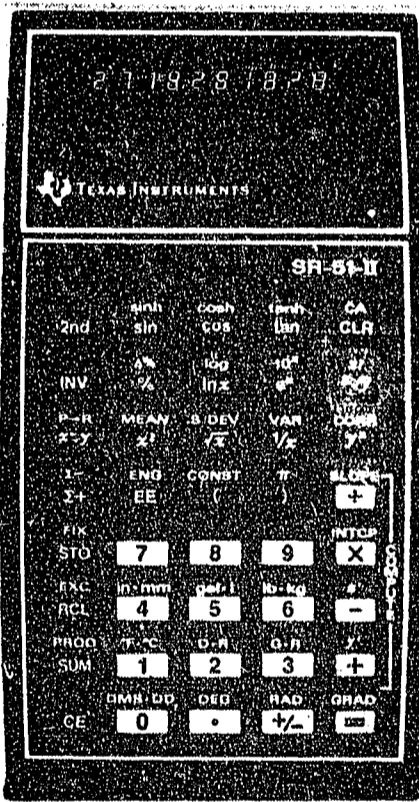 2.718281828
TEXAS INSTRUMENTS
SR-51-II
sinh cosh tanh CA
2nd sin cos tan CLR
Δ% log 10ˣ
INV % lnx eˣ
P→R MEAN S DEV VAR CORR
x⇄y x² √x 1/x yˣ
Σ− ENG CONST π SLOPE
Σ+ EE ( ) ÷
FIX INTCP
STO 7 8 9 ×
EXC in-mm gal-l lb-kg
RCL 4 5 6 −
PROD °F-°C D-R G-R
SUM 1 2 3 +
DMS-DD DEG RAD GRAD
CE 0 . +/− =